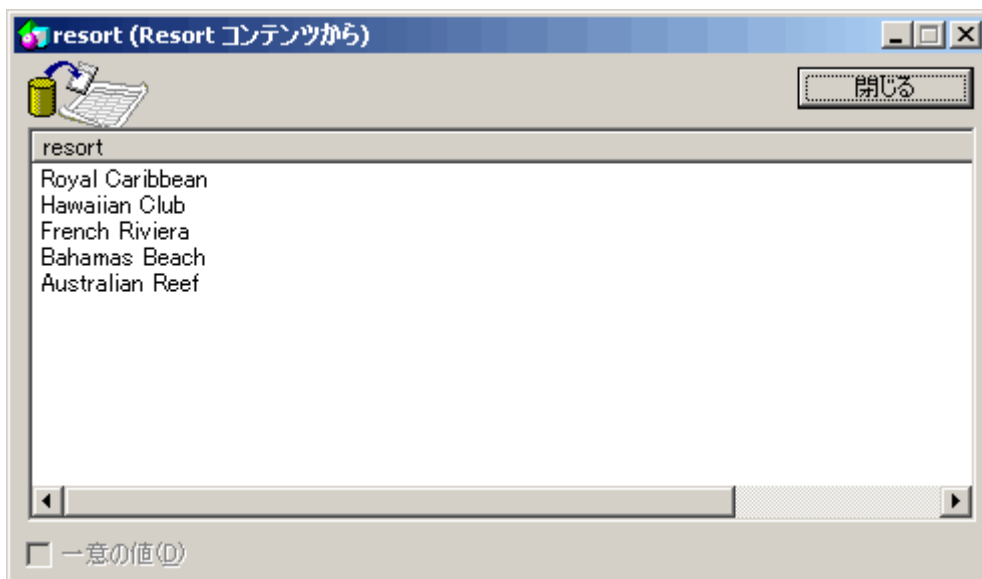 resort (Resort コンテンツから)
閉じる
resort
Royal Caribbean
Hawaiian Club
French Riviera
Bahamas Beach
Australian Reef
一意の値(D)